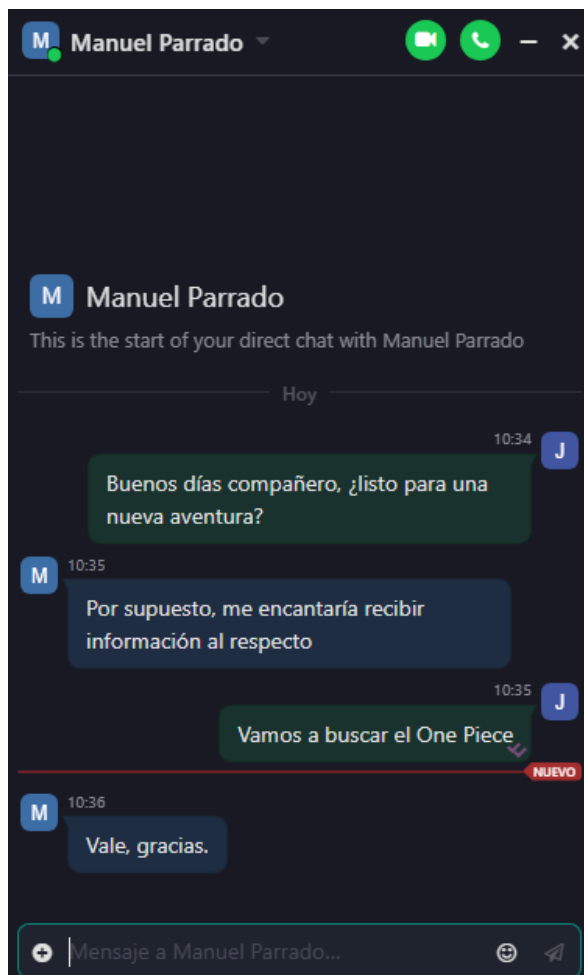 M Manuel Parrado
M Manuel Parrado
This is the start of your direct chat with Manuel Parrado
Hoy
10:34
J
Buenos días compañero, ¿listo para una
nueva aventura?
M 10:35
Por supuesto, me encantaría recibir
información al respecto
10:35
J
Vamos a buscar el One Piece
NUEVO
M 10:36
Vale, gracias.
Mensaje a Manuel Parrado...